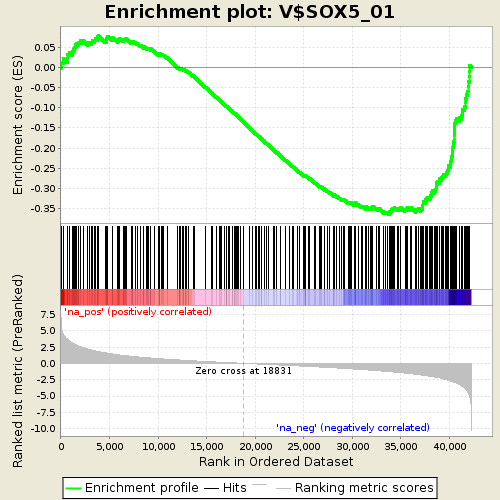 Enrichment plot: V$SOX5_01
Enrichment score (ES)
0.05
0.00
-0.05
-0.10
-0.15
-0.20
-0.25
-0.30
-0.35
'na_pos' (positively correlated)
Ranked list metric (PreRanked)
7.5
5.0
2.5
0.0
-2.5
-5.0
-7.5
-10.0
Zero cross at 18831
'na_neg' (negatively correlated)
0
5,000
10,000
15,000
20,000
25,000
30,000
35,000
40,000
Rank in Ordered Dataset
Enrichment profile
Hits
Ranking metric scores